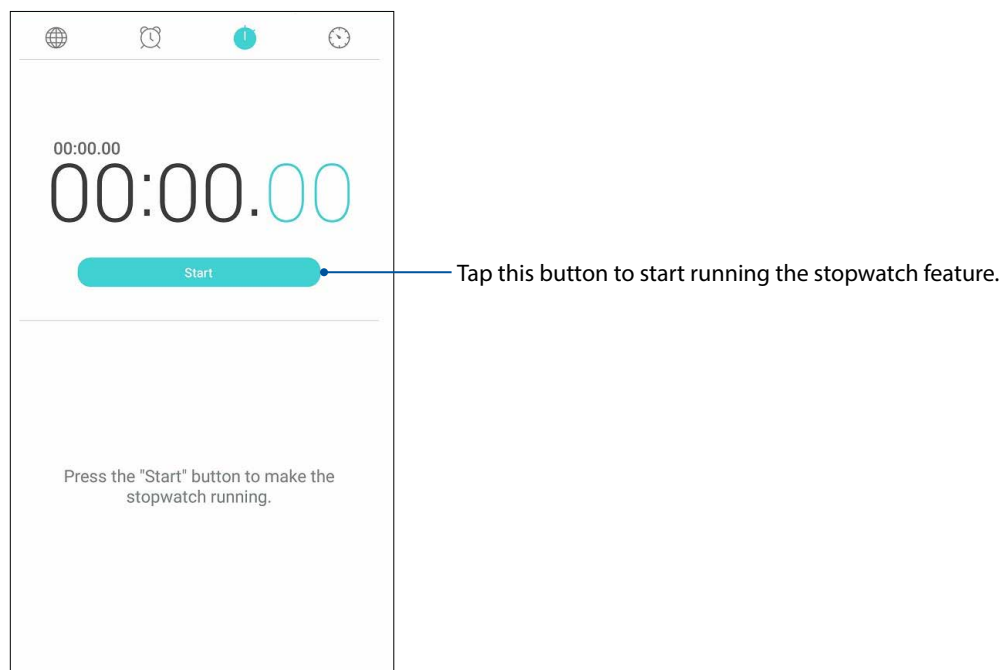 00:00.00
00:00.00
Start
Tap this button to start running the stopwatch feature.
Press the "Start" button to make the
stopwatch running.